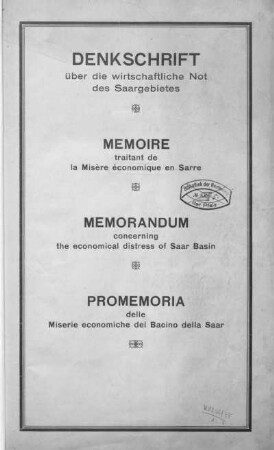 DENKSCHRIFT
über die wirtschaftliche Not
des Saargebietes
MEMOIRE
traitant de
la Misère économique en Sarre
MEMORANDUM
concerning
the economical distress of Saar Basin
PROMEMORIA
delle
Miserie economiche del Bacino della Saar